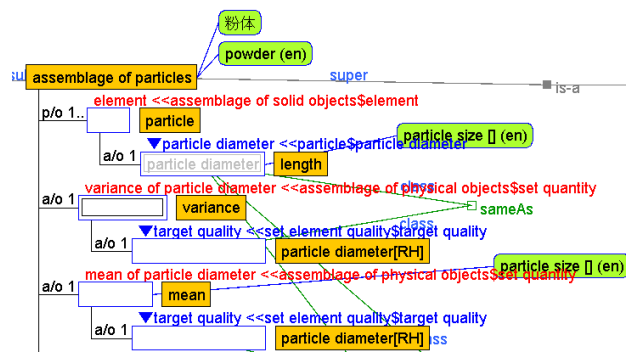 粉体
powder (en)
su
assemblage of particles
super
is-a
element <<assemblage of solid objects$element
p/o 1..
particle
▼particle diameter <<particle$particle diameter
particle size [] (en)
a/o 1
particle diameter
length
class
variance of particle diameter <<assemblage of physical objects$set quantity
a/o 1
variance
sameAs
class
▼target quality <<set element quality$target quality
a/o 1
particle diameter[RH]
particle size [] (en)
mean of particle diameter <<assemblage of physical objects$set quantity
a/o 1
mean
▼target quality <<set element quality$target quality
a/o 1
particle diameter[RH]
ass